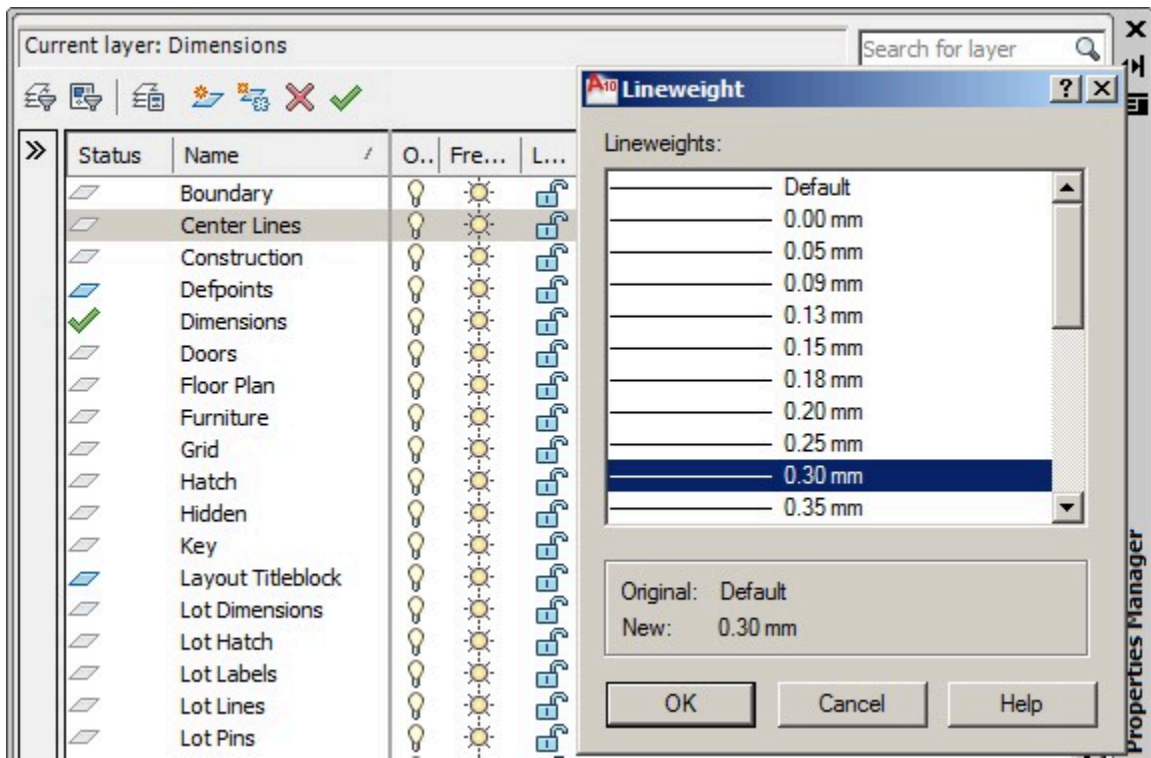 Current layer: Dimensions
Search for layer
Status Name / O.. Fre... L...
Boundary
Center Lines
Construction
Defpoints
Dimensions
Doors
Floor Plan
Furniture
Grid
Hatch
Hidden
Key
Layout Titleblock
Lot Dimensions
Lot Hatch
Lot Labels
Lot Lines
Lot Pins
A10 Lineweight ? X
Lineweights:
Default
0.00 mm
0.05 mm
0.09 mm
0.13 mm
0.15 mm
0.18 mm
0.20 mm
0.25 mm
0.30 mm
0.35 mm
Original: Default
New: 0.30 mm
OK Cancel Help
Properties Manager